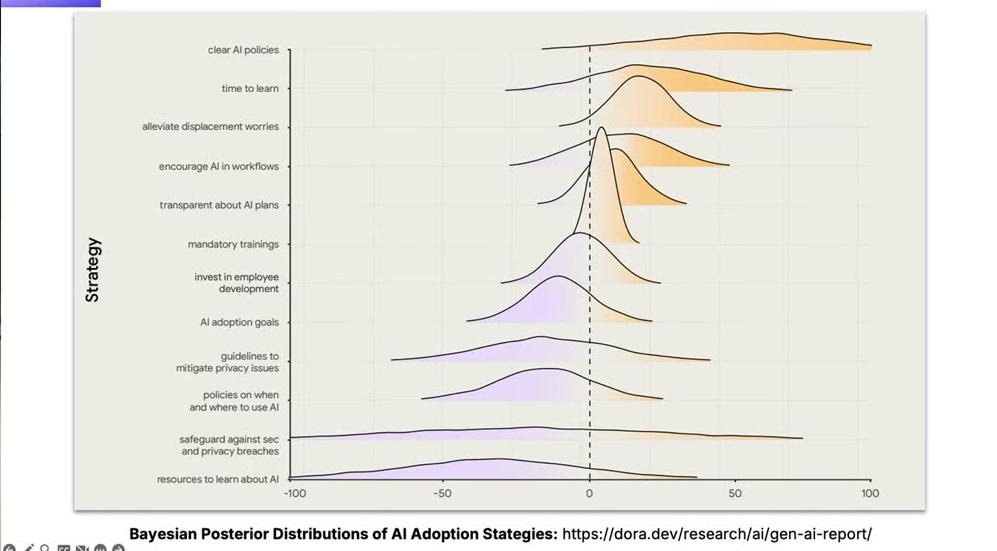 clear AI policies
time to learn
alleviate displacement worries
encourage AI in workflows
transparent about AI plans
mandatory trainings
invest in employee
development
AI adoption goals
guidelines to
mitigate privacy issues
policies on when
and where to use AI
safeguard against sec
and privacy breaches
resources to learn about AI
Strategy
-100
-50
0
50
100
Bayesian Posterior Distributions of AI Adoption Stategies: https://dora.dev/research/ai/gen-ai-report/